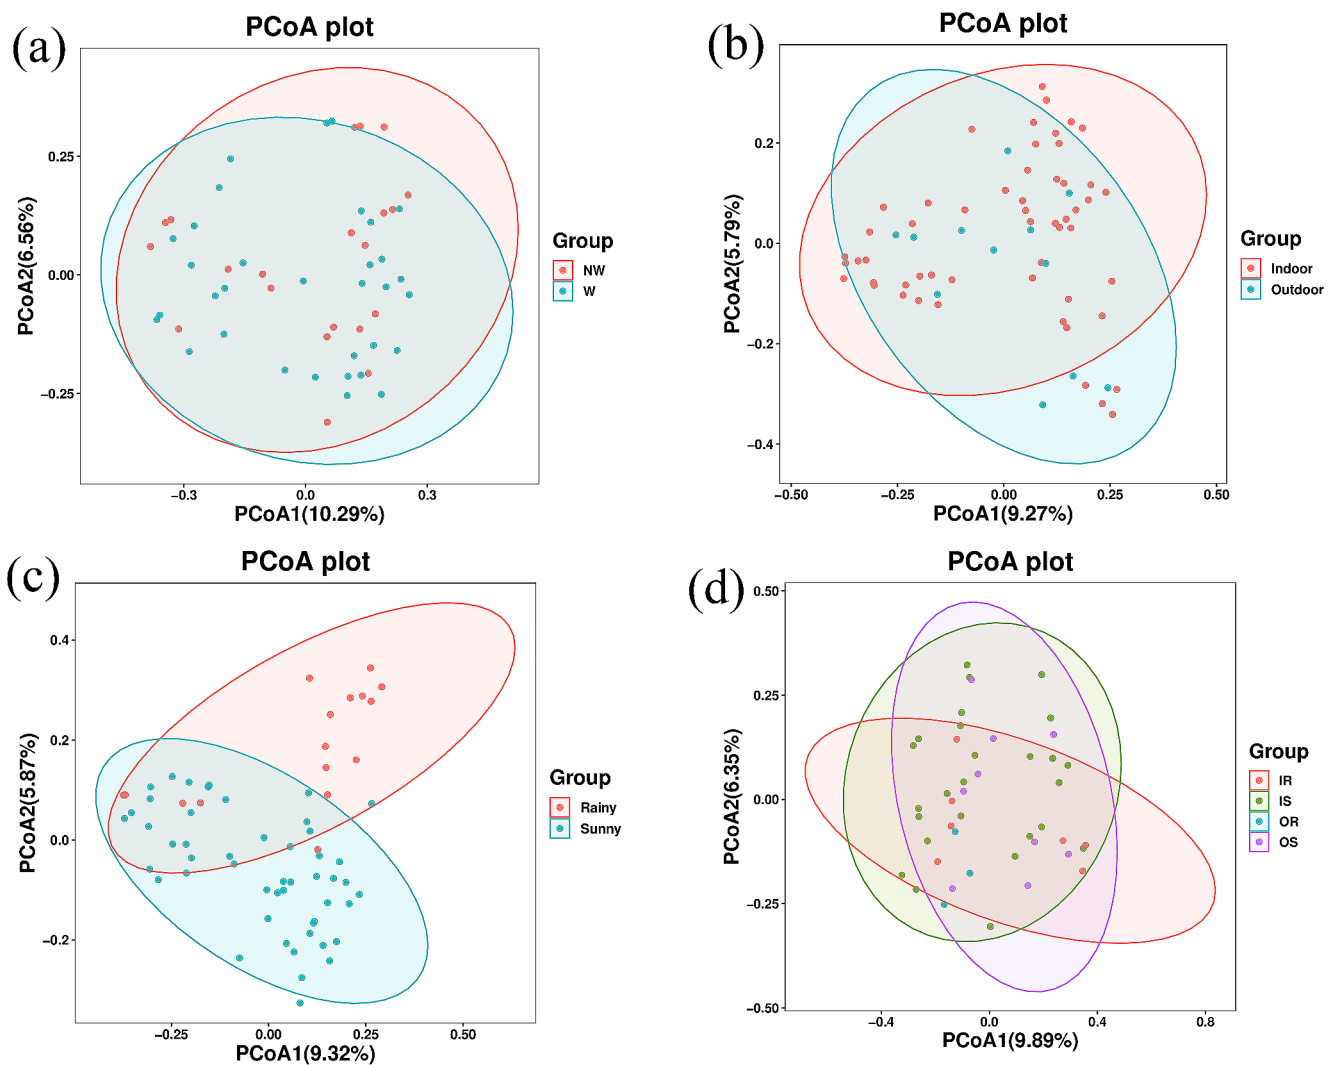 (a)
PCoA plot
PCoA2(6.56%)
0.25
0.00
−0.25
−0.3
0.0
0.3
PCoA1(10.29%)
Group
NW
W
(b)
PCoA plot
PCoA2(5.79%)
0.2
0.0
−0.2
−0.4
−0.50
−0.25
0.00
0.25
0.50
PCoA1(9.27%)
Group
Indoor
Outdoor
(c)
PCoA plot
PCoA2(5.87%)
0.4
0.2
0.0
−0.2
−0.25
0.00
0.25
0.50
PCoA1(9.32%)
Group
Rainy
Sunny
(d)
PCoA plot
PCoA2(6.35%)
0.50
0.25
0.00
−0.25
−0.50
−0.4
0.0
0.4
0.8
PCoA1(9.89%)
Group
IR
IS
OR
OS